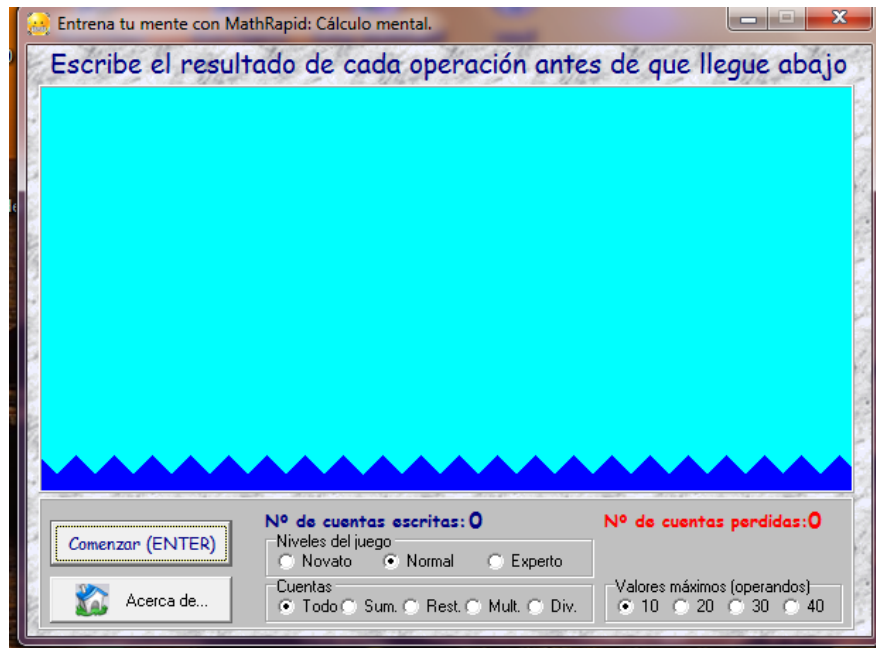 Entrena tu mente con MathRapid: Cálculo mental.
Escribe el resultado de cada operación antes de que llegue abajo
Comenzar (ENTER)
Acerca de...
Nº de cuentas escritas: 0
Niveles del juego
Novato Normal Experto
Cuentas
Todo Sum. Rest. Mult. Div.
Nº de cuentas perdidas: 0
Valores máximos (operandos)
10 20 30 40